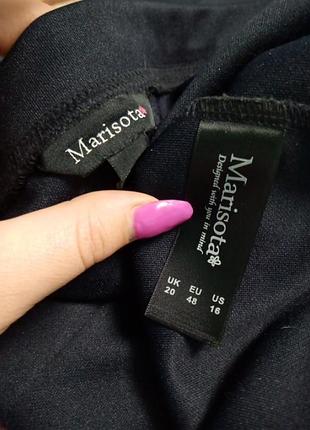 Marisota
Marisota
Designed with you in mind
UK EU US
20 48 16